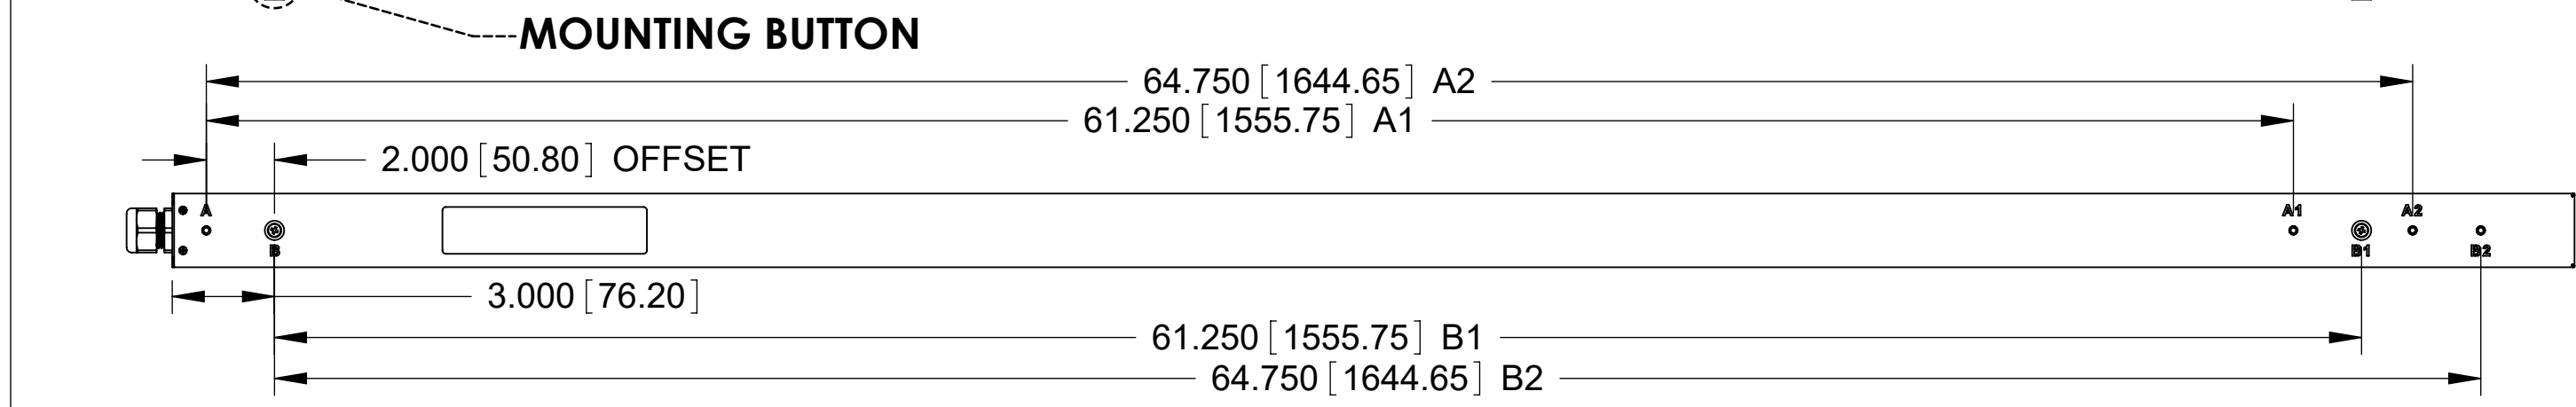 MOUNTING BUTTON
64.750 [1644.65] A2
61.250 [1555.75] A1
2.000 [50.80] OFFSET
A A1 A2
B B1 B2
3.000 [76.20]
61.250 [1555.75] B1
64.750 [1644.65] B2